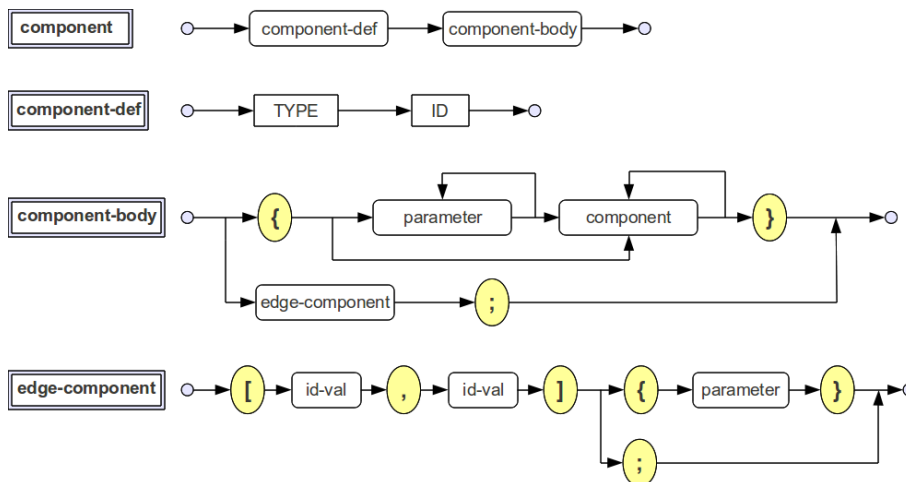 component component-def component-body
component-def TYPE ID
component-body { parameter component }
edge-component ;
edge-component [ id-val , id-val ] { parameter }
;